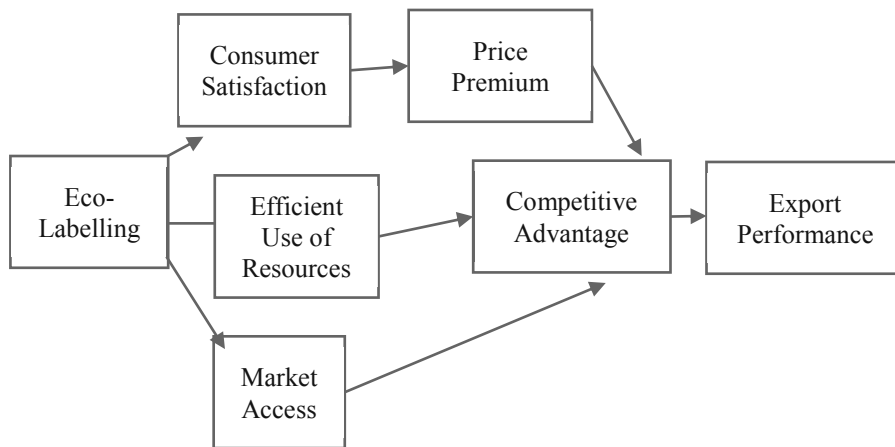 Consumer
Satisfaction
Price
Premium
Eco-
Labelling
Efficient
Use of
Resources
Competitive
Advantage
Export
Performance
Market
Access